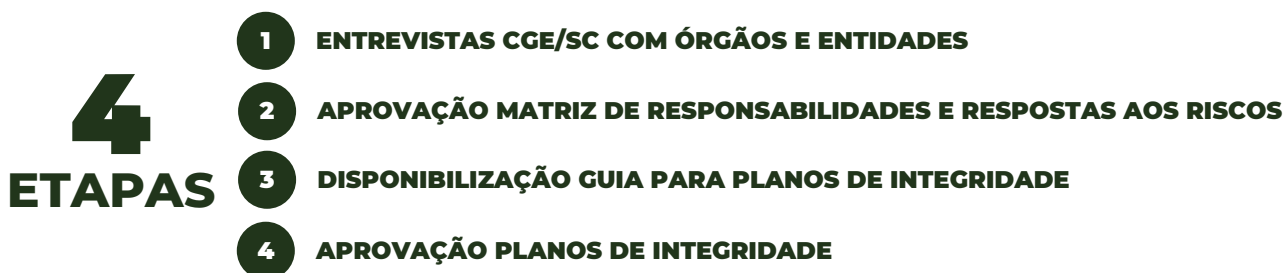 4
ETAPAS
1 ENTREVISTAS CGE/SC COM ÓRGÃOS E ENTIDADES
2 APROVAÇÃO MATRIZ DE RESPONSABILIDADES E RESPOSTAS AOS RISCOS
3 DISPONIBILIZAÇÃO GUIA PARA PLANOS DE INTEGRIDADE
4 APROVAÇÃO PLANOS DE INTEGRIDADE